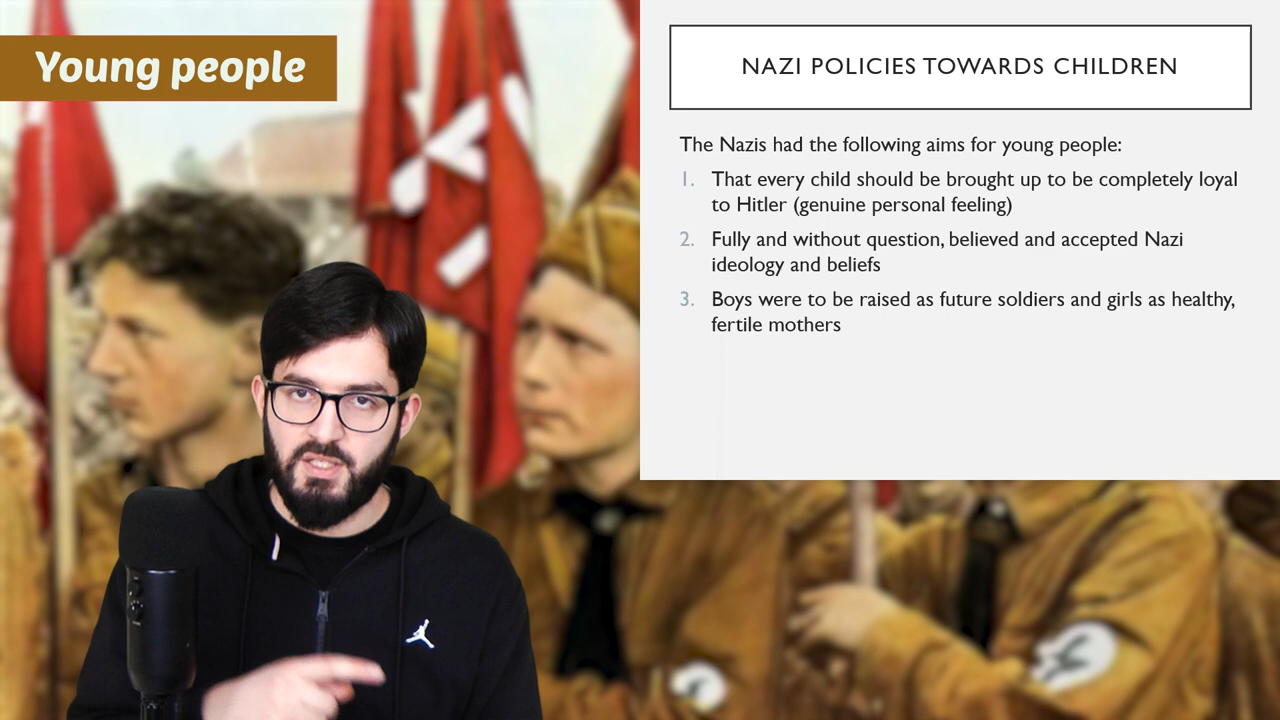 Young people
NAZI POLICIES TOWARDS CHILDREN
The Nazis had the following aims for young people:
1. That every child should be brought up to be completely loyal
to Hitler (genuine personal feeling)
2. Fully and without question, believed and accepted Nazi
ideology and beliefs
3. Boys were to be raised as future soldiers and girls as healthy,
fertile mothers